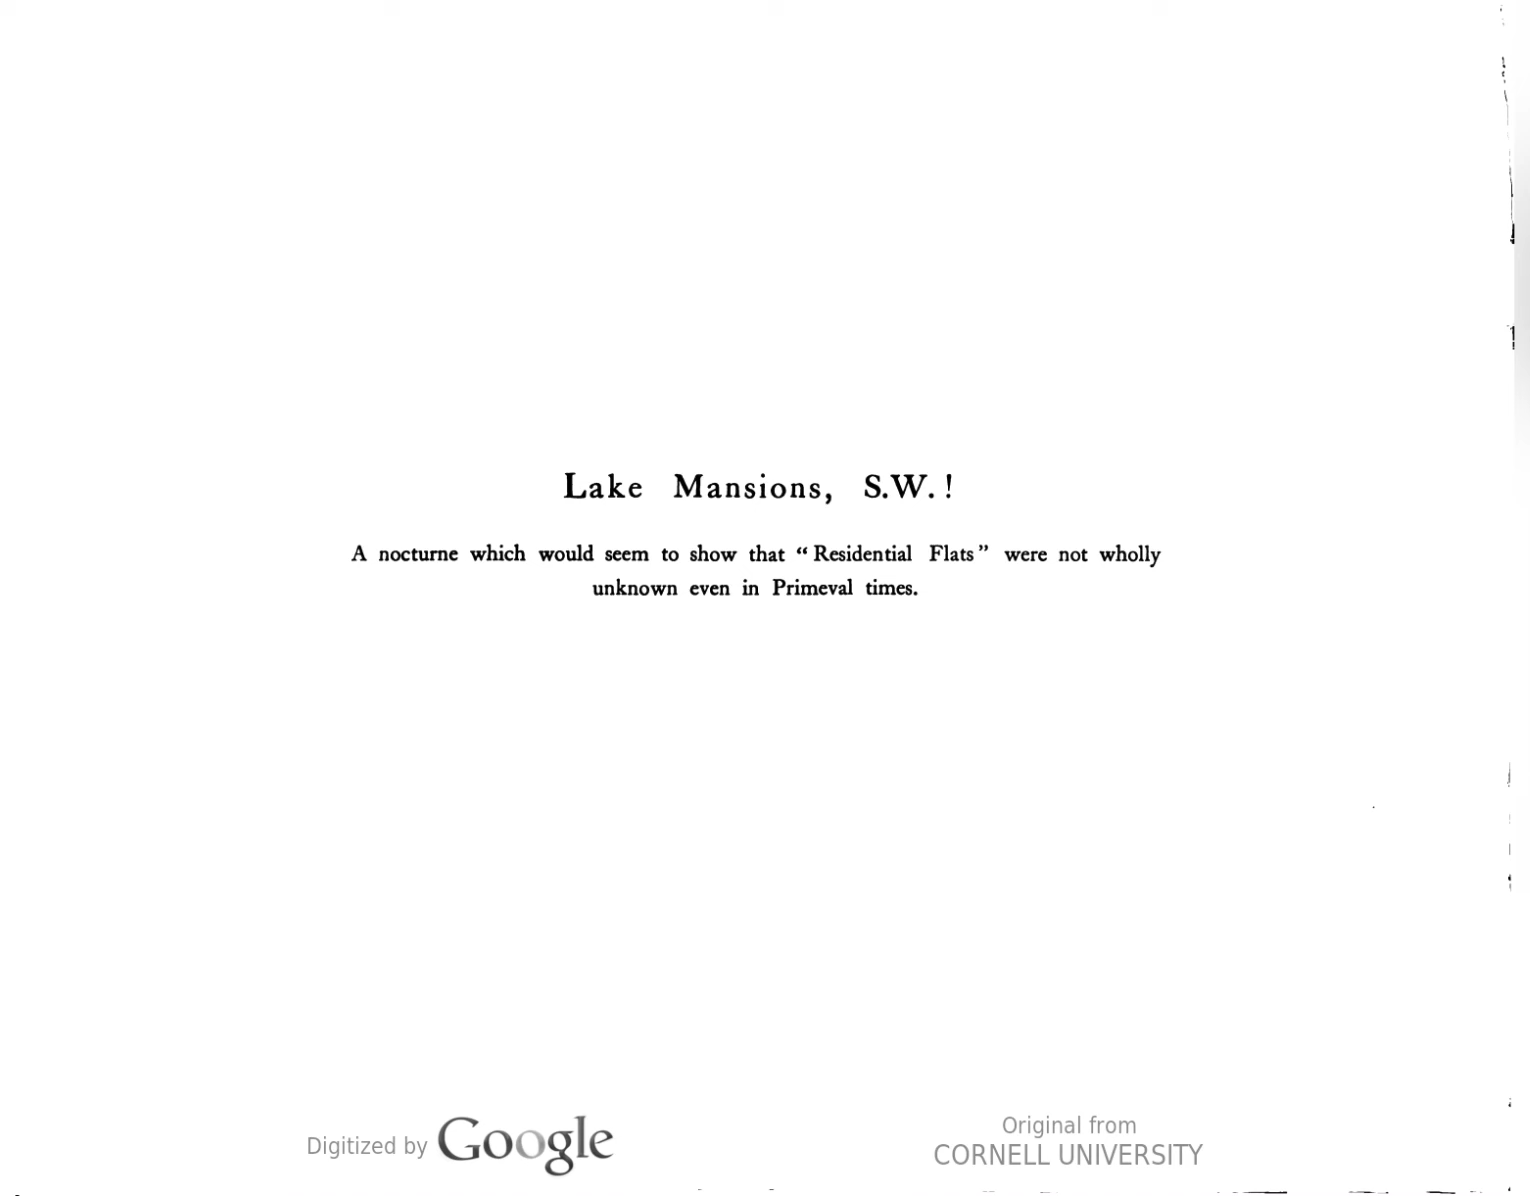 Lake Mansions, S.W.!
A nocturne which would seem to show that “Residential Flats” were not wholly
unknown even in Primeval times.
Digitized by Google
Original from
CORNELL UNIVERSITY